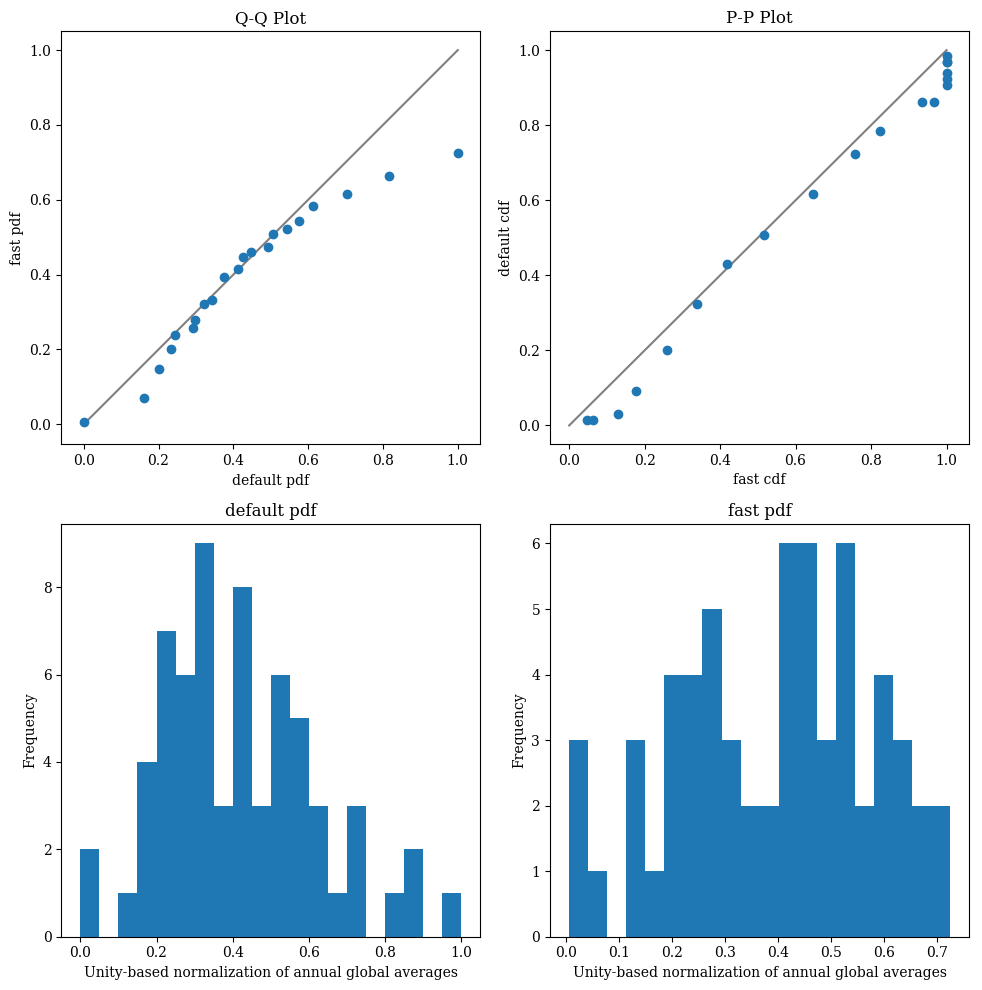 Q-Q Plot
1.0
0.8
0.6
0.4
0.2
0.0
fast pdf
0.0 0.2 0.4 0.6 0.8 1.0
default pdf
P-P Plot
1.0
0.8
0.6
0.4
0.2
0.0
default cdf
0.0 0.2 0.4 0.6 0.8 1.0
fast cdf
default pdf
8
6
4
2
0
Frequency
0.0 0.2 0.4 0.6 0.8 1.0
Unity-based normalization of annual global averages
fast pdf
6
5
4
3
2
1
0
Frequency
0.0 0.1 0.2 0.3 0.4 0.5 0.6 0.7
Unity-based normalization of annual global averages